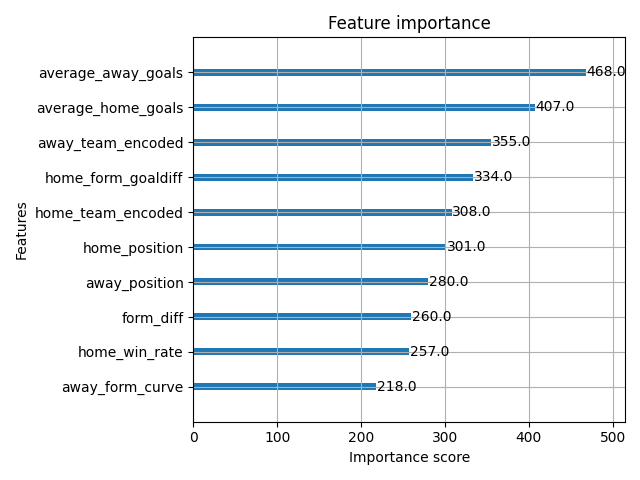 Feature importance
Features
average_away_goals 468.0
average_home_goals 407.0
away_team_encoded 355.0
home_form_goaldiff 334.0
home_team_encoded 308.0
home_position 301.0
away_position 280.0
form_diff 260.0
home_win_rate 257.0
away_form_curve 218.0
0 100 200 300 400 500
Importance score